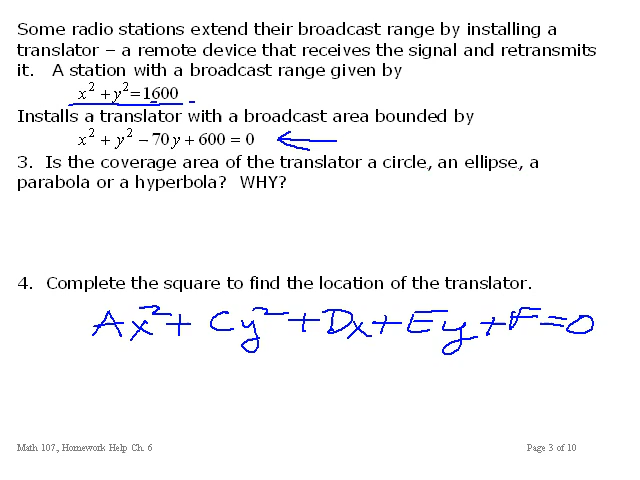 Some radio stations extend their broadcast range by installing a
translator – a remote device that receives the signal and retransmits
it.   A station with a broadcast range given by
x² + y² = 1600
Installs a translator with a broadcast area bounded by
x² + y² − 70y + 600 = 0
3.  Is the coverage area of the translator a circle, an ellipse, a
parabola or a hyperbola?  WHY?
4.  Complete the square to find the location of the translator.
Ax² + Cy² + Dx + Ey + F = 0
Math 107, Homework Help Ch. 6 Page 3 of 10